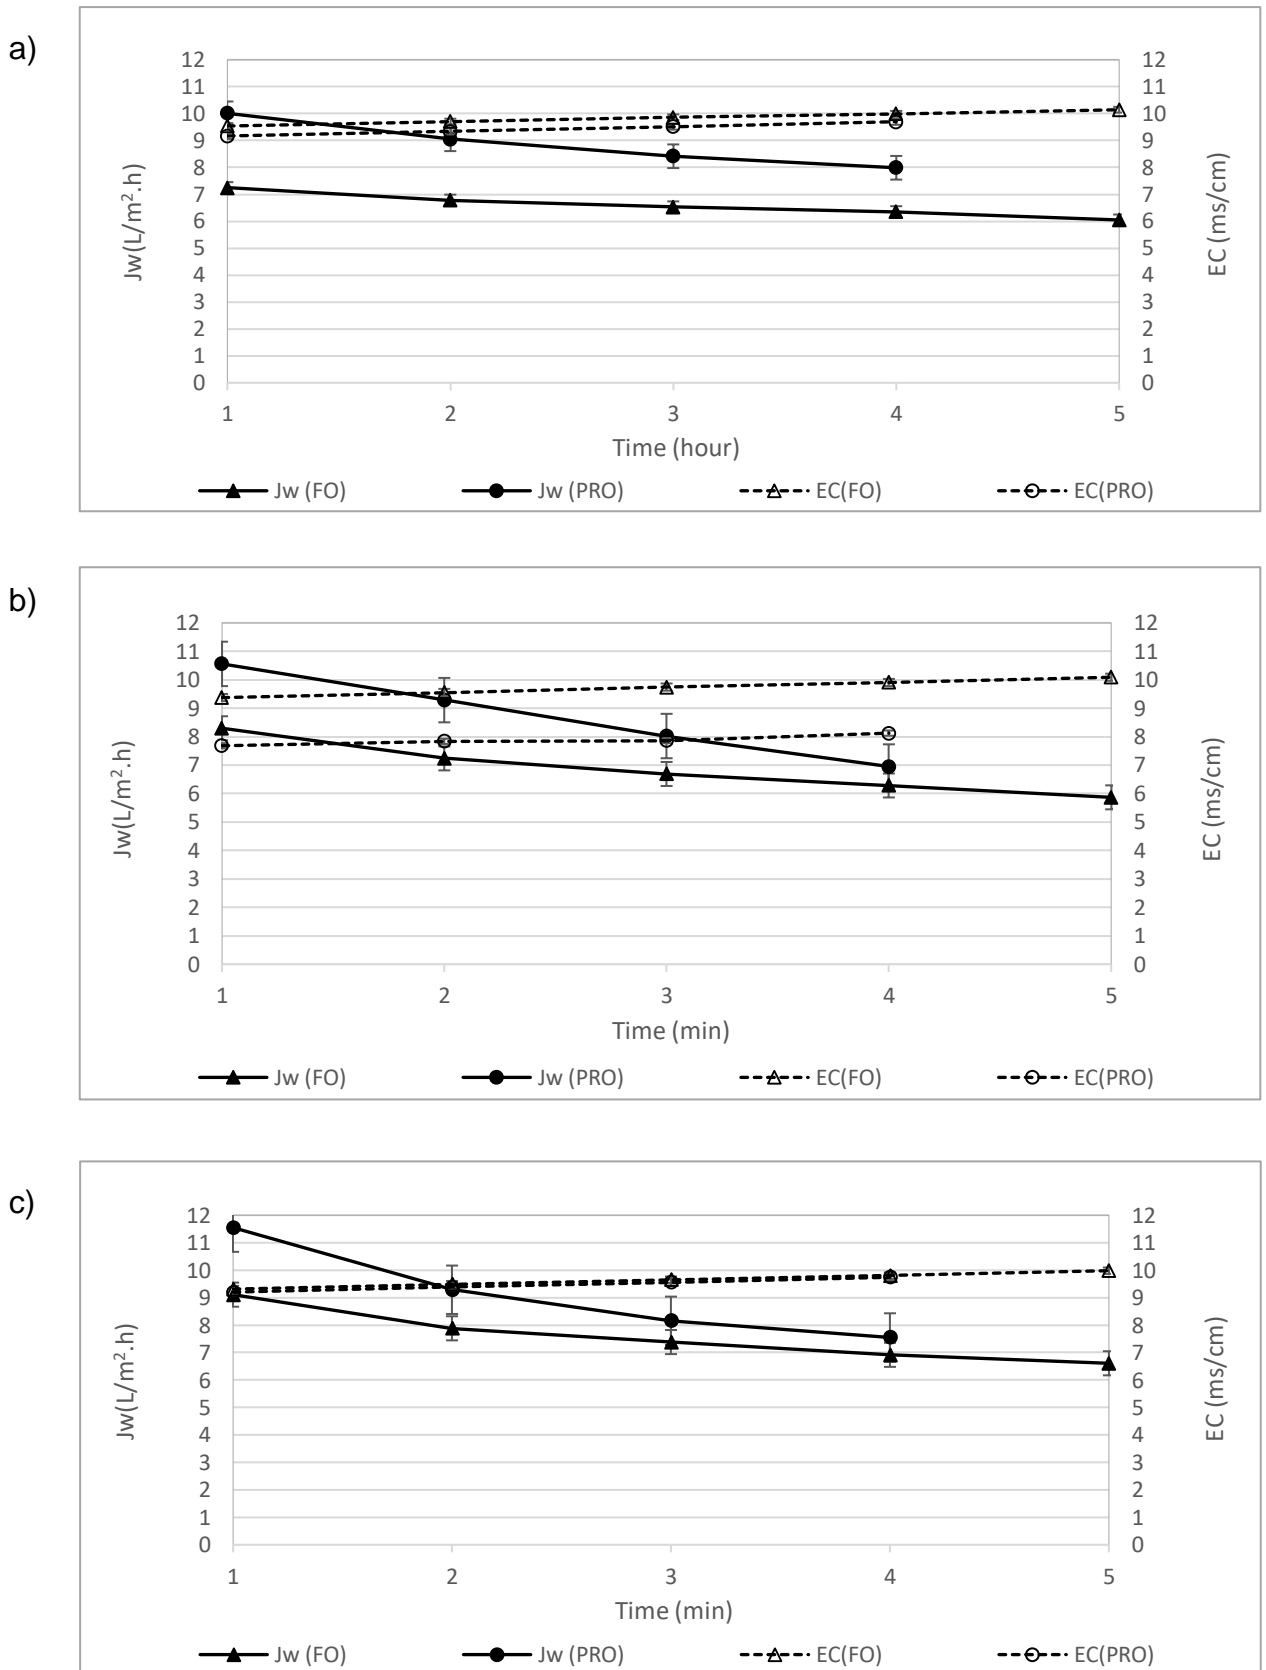 a)
12 12
11 11
10 10
9 9
8 8
7 7
6 6
5 5
4 4
3 3
2 2
1 1
0 0
Jw(L/m².h)
EC (ms/cm)
1 2 3 4 5
Time (hour)
Jw (FO) Jw (PRO) EC(FO) EC(PRO)
b)
12 12
11 11
10 10
9 9
8 8
7 7
6 6
5 5
4 4
3 3
2 2
1 1
0 0
Jw(L/m².h)
EC (ms/cm)
1 2 3 4 5
Time (min)
Jw (FO) Jw (PRO) EC(FO) EC(PRO)
c)
12 12
11 11
10 10
9 9
8 8
7 7
6 6
5 5
4 4
3 3
2 2
1 1
0 0
Jw(L/m².h)
EC (ms/cm)
1 2 3 4 5
Time (min)
Jw (FO) Jw (PRO) EC(FO) EC(PRO)